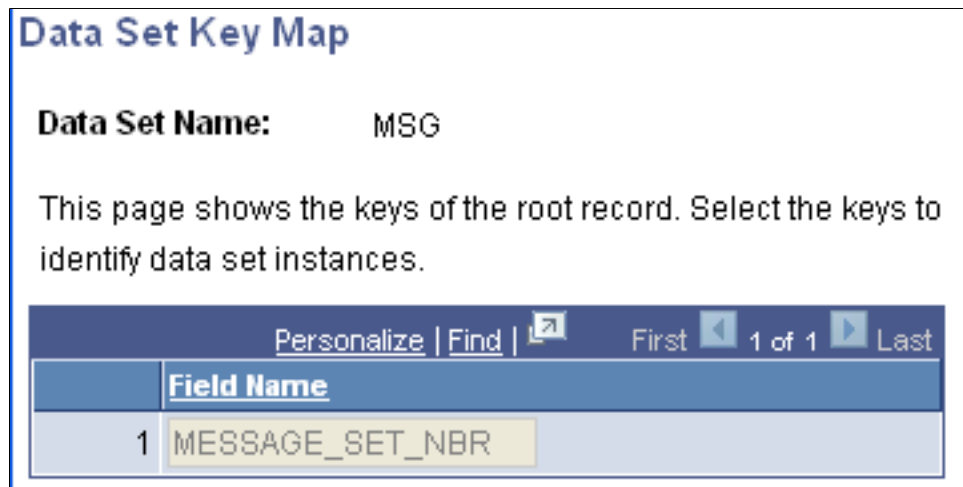 Data Set Key Map
Data Set Name: MSG
This page shows the keys of the root record. Select the keys to
identify data set instances.
Personalize | Find | First 1 of 1 Last
Field Name
1 MESSAGE_SET_NBR